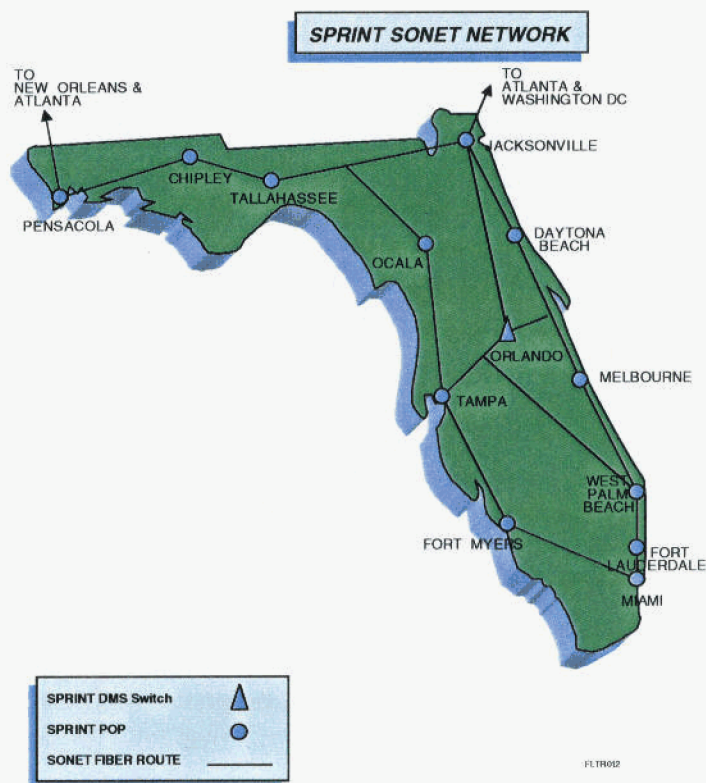 SPRINT SONET NETWORK
TO
NEW ORLEANS &
ATLANTA
TO
ATLANTA &
WASHINGTON DC
JACKSONVILLE
CHIPLEY
TALLAHASSEE
PENSACOLA
DAYTONA
BEACH
OCALA
ORLANDO
MELBOURNE
TAMPA
WEST
PALM
BEACH
FORT MYERS
FORT
LAUDERDALE
MIAMI
SPRINT DMS Switch
SPRINT POP
SONET FIBER ROUTE
FLTR012